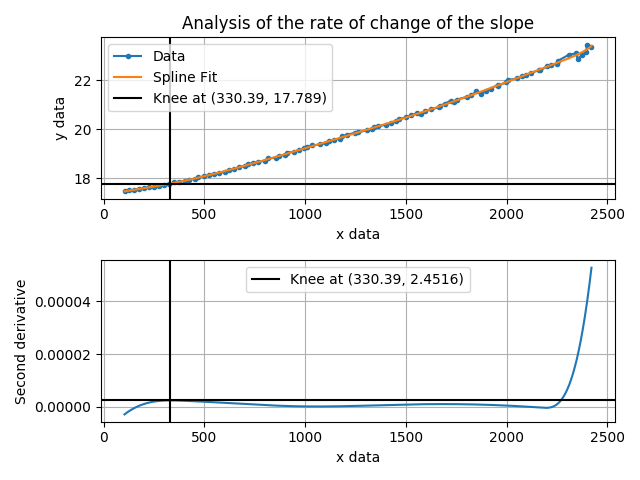 Analysis of the rate of change of the slope
Data
Spline Fit
Knee at (330.39, 17.789)
y data
22
20
18
0 500 1000 1500 2000 2500
x data
Knee at (330.39, 2.4516)
Second derivative
0.00004
0.00002
0.00000
0 500 1000 1500 2000 2500
x data